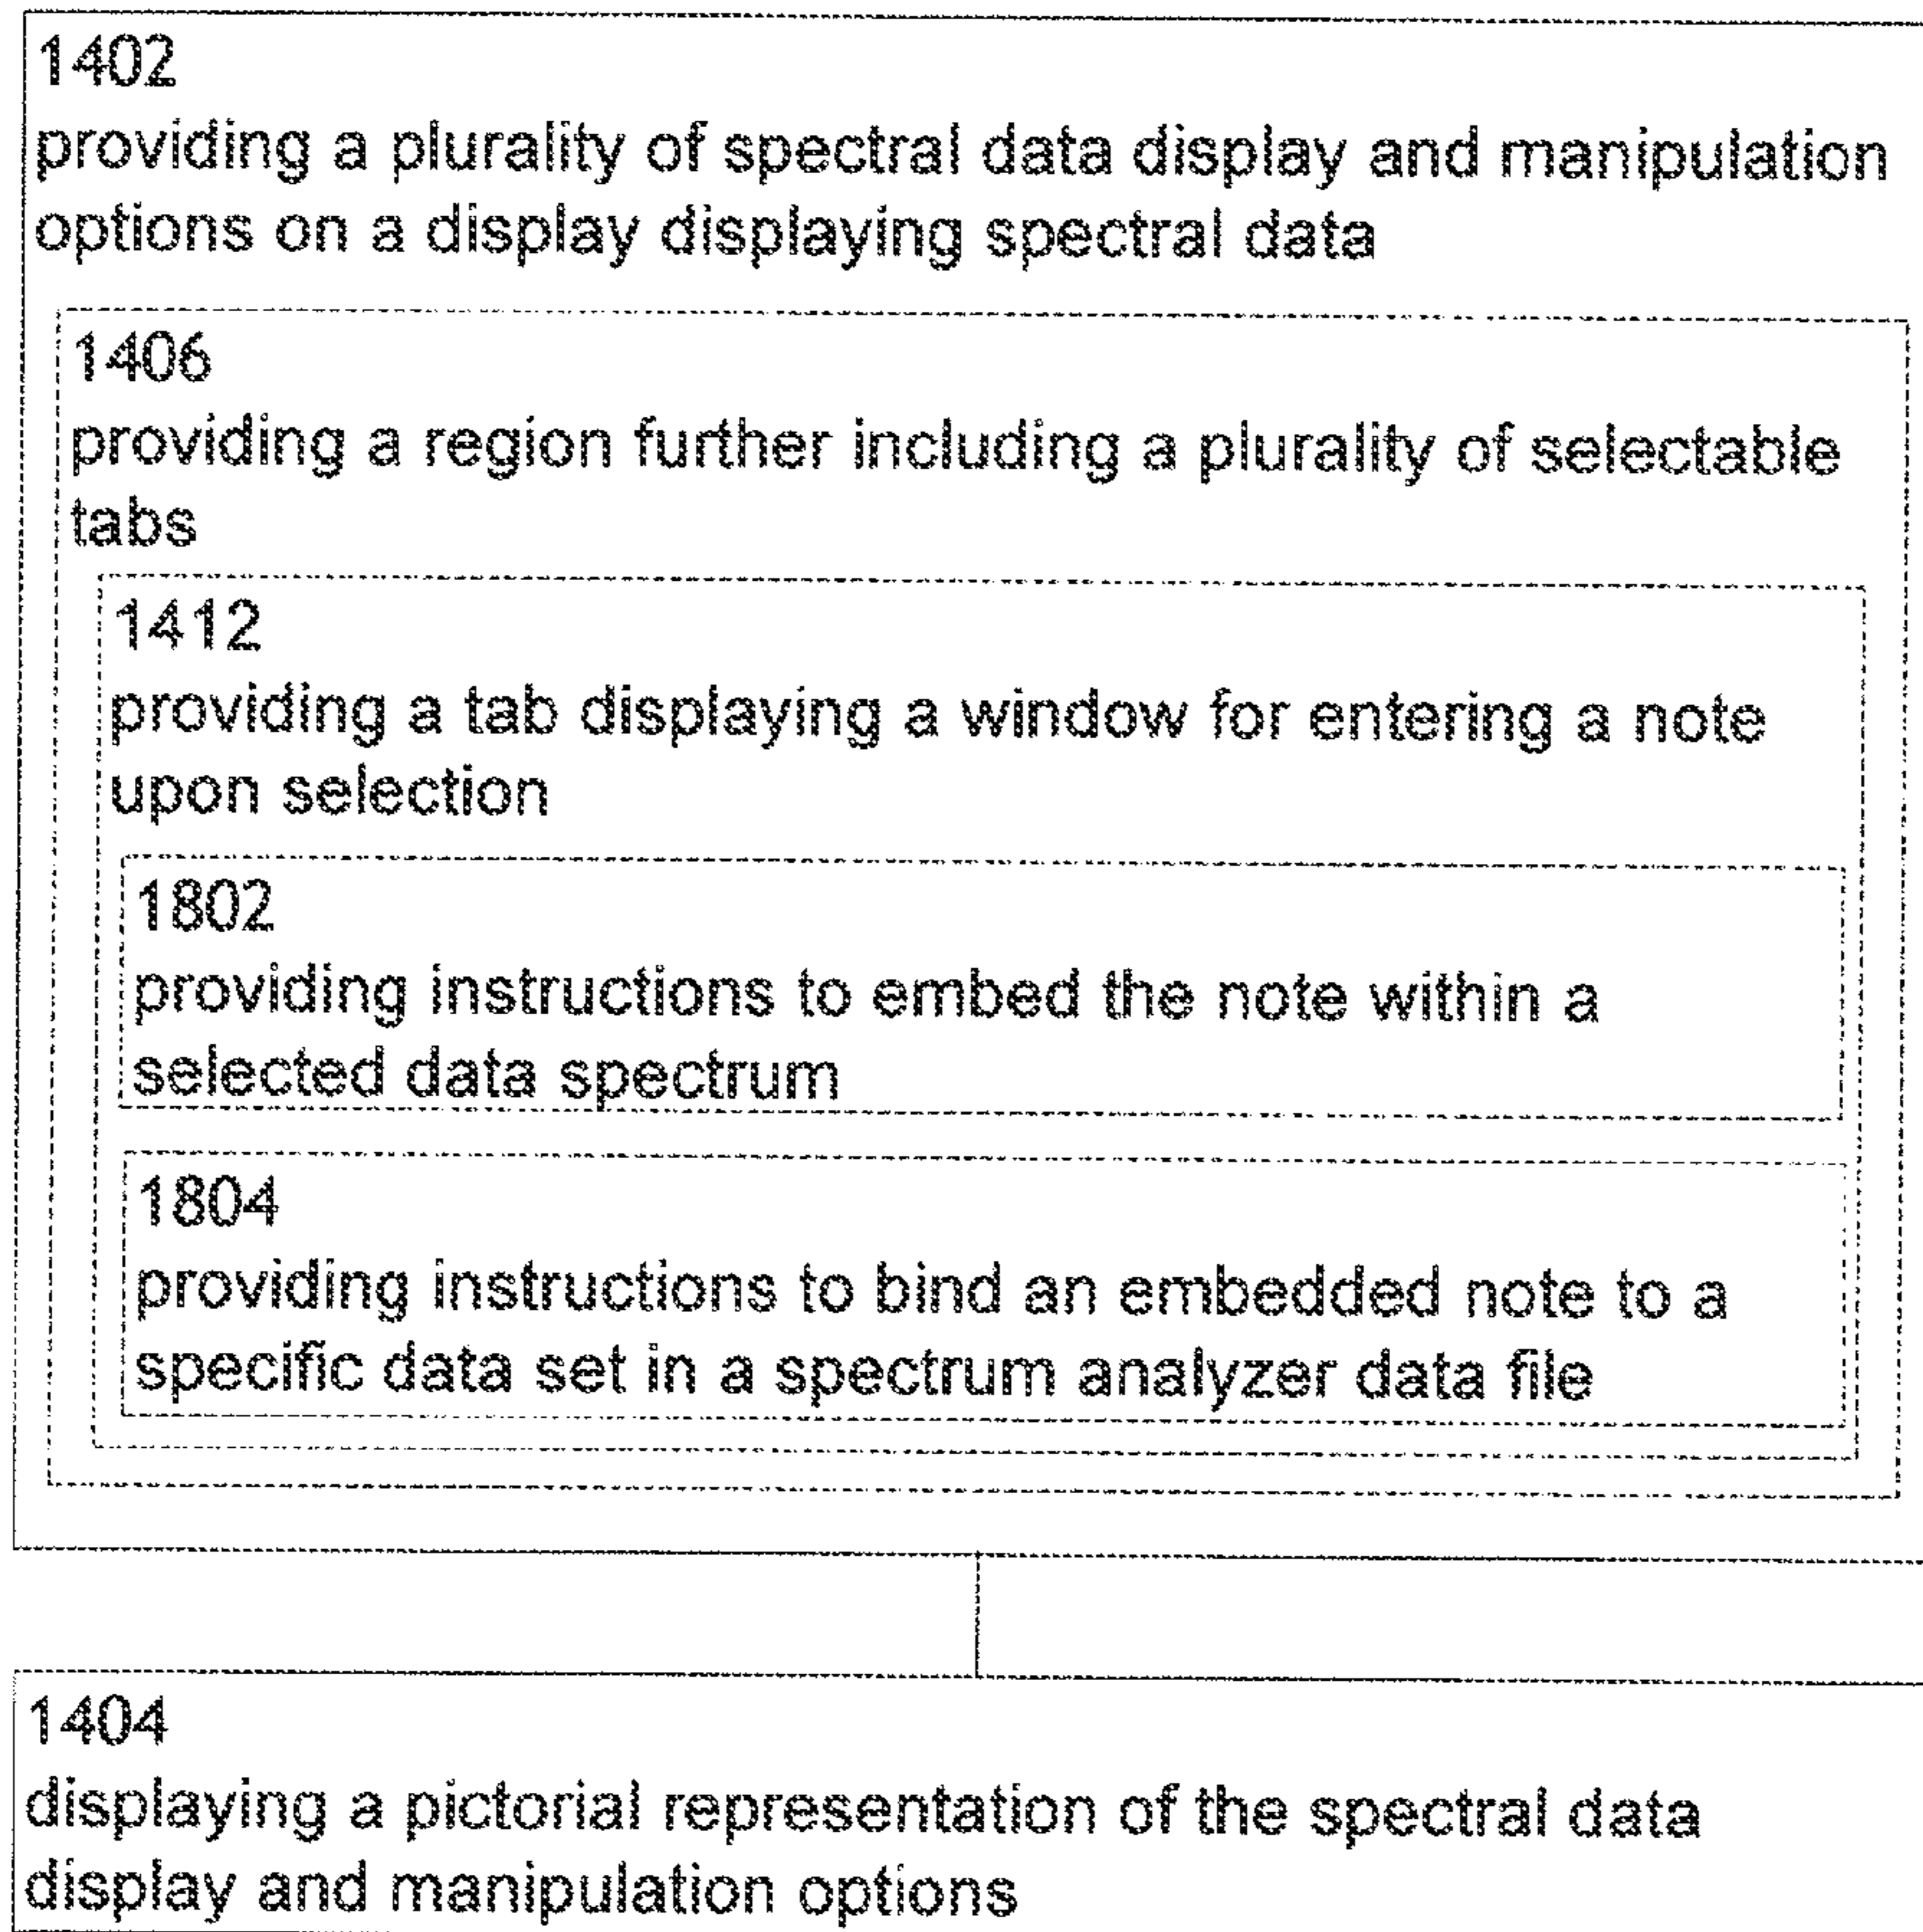 1402
providing a plurality of spectral data display and manipulation
options on a display displaying spectral data
1406
providing a region further including a plurality of selectable
tabs
1412
providing a tab displaying a window for entering a note
upon selection
1802
providing instructions to embed the note within a
selected data spectrum
1804
providing instructions to bind an embedded note to a
specific data set in a spectrum analyzer data file
1404
displaying a pictorial representation of the spectral data
display and manipulation options